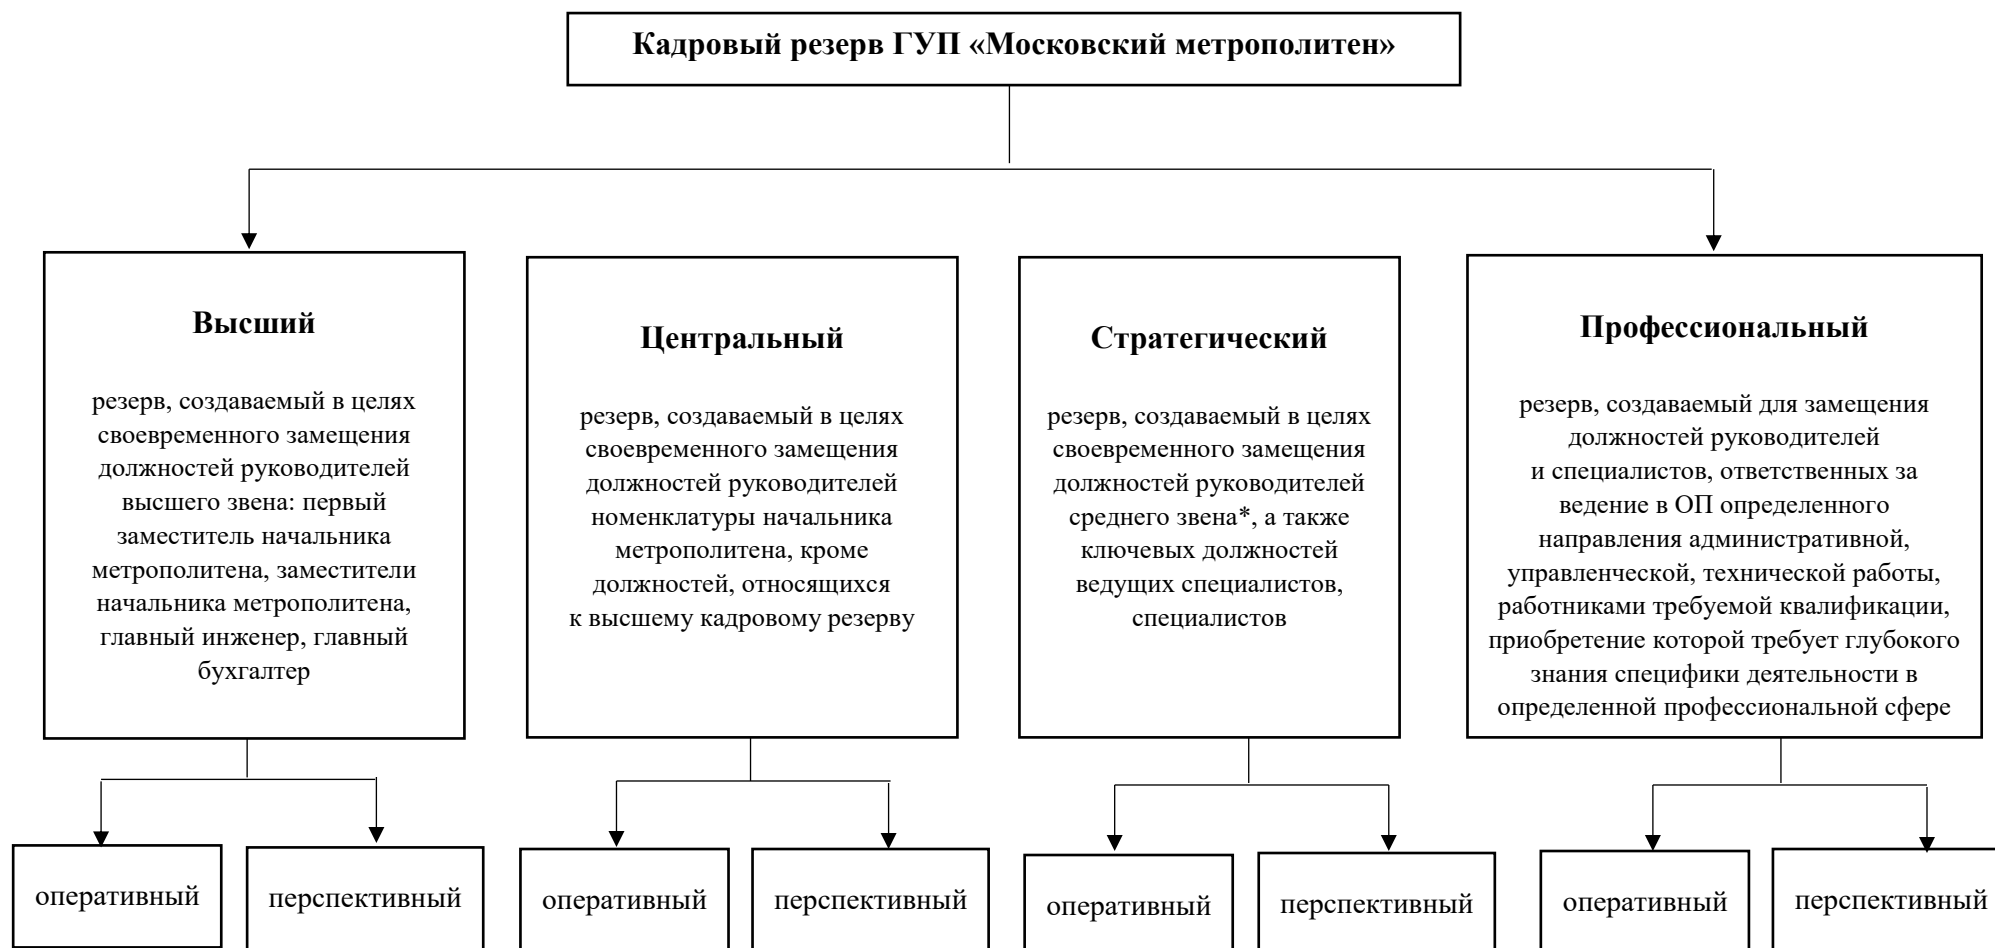 Кадровый резерв ГУП «Московский метрополитен»
Высший
резерв, создаваемый в целях
своевременного замещения
должностей руководителей
высшего звена: первый
заместитель начальника
метрополитена, заместители
начальника метрополитена,
главный инженер, главный
бухгалтер
Центральный
резерв, создаваемый в целях
своевременного замещения
должностей руководителей
номенклатуры начальника
метрополитена, кроме
должностей, относящихся
к высшему кадровому резерву
Стратегический
резерв, создаваемый в целях
своевременного замещения
должностей руководителей
среднего звена*, а также
ключевых должностей
ведущих специалистов,
специалистов
Профессиональный
резерв, создаваемый для замещения
должностей руководителей
и специалистов, ответственных за
ведение в ОП определенного
направления административной,
управленческой, технической работы,
работниками требуемой квалификации,
приобретение которой требует глубокого
знания специфики деятельности в
определенной профессиональной сфере
оперативный
перспективный
оперативный
перспективный
оперативный
перспективный
оперативный
перспективный